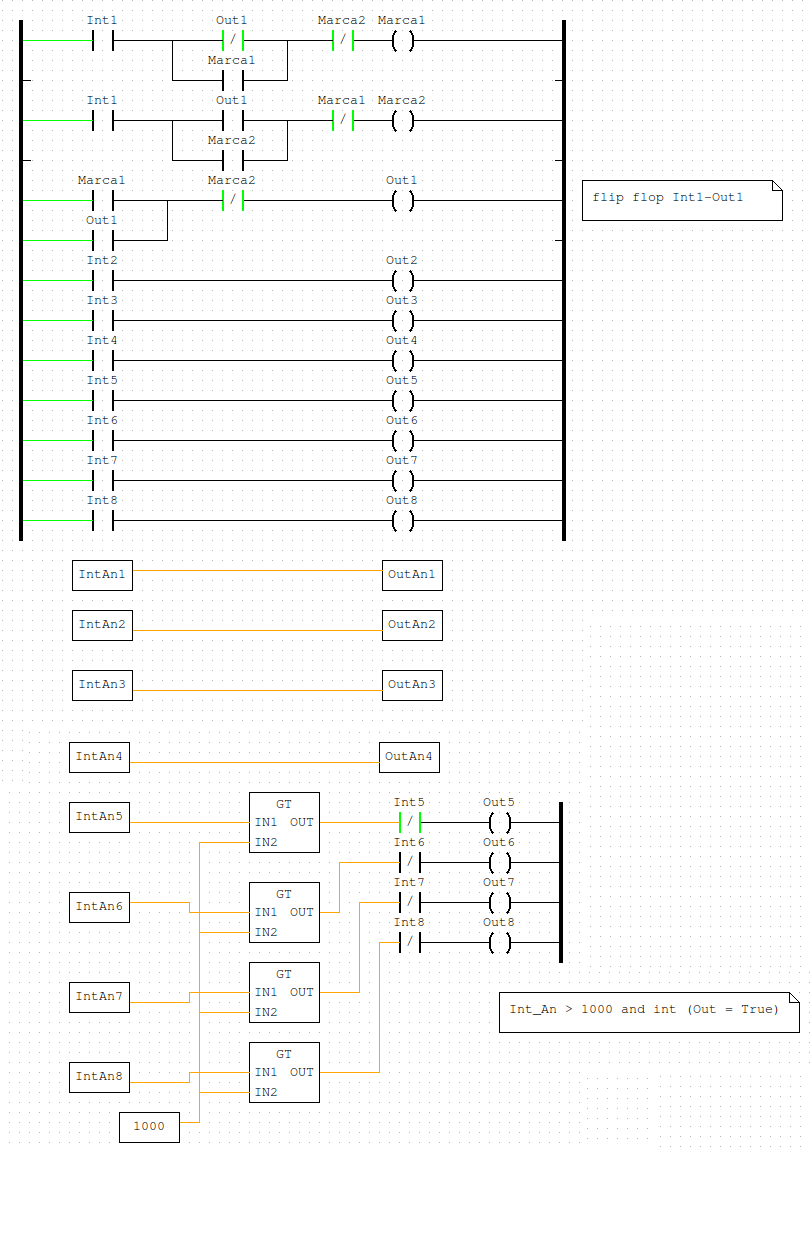 Int1 Out1 Marca2 Marca1
/ /
Marca1
Int1 Out1 Marca1 Marca2
/
Marca2
Marca1 Marca2 Out1
/
flip flop Int1-Out1
Out1
Int2 Out2
Int3 Out3
Int4 Out4
Int5 Out5
Int6 Out6
Int7 Out7
Int8 Out8
IntAn1 OutAn1
IntAn2 OutAn2
IntAn3 OutAn3
IntAn4 OutAn4
GT Int5 Out5
IntAn5 IN1 OUT /
IN2 Int6 Out6
/
GT Int7 Out7
IntAn6 IN1 OUT /
IN2 Int8 Out8
/
GT
IntAn7 IN1 OUT
IN2
Int_An > 1000 and int (Out = True)
GT
IntAn8 IN1 OUT
IN2
1000